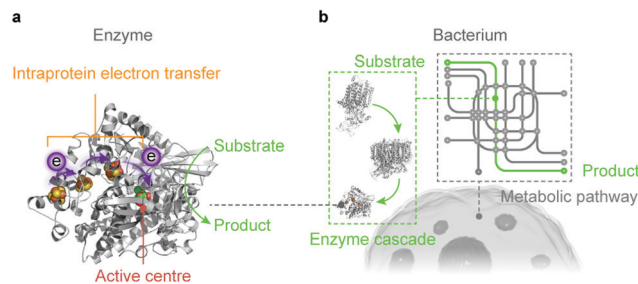 a
Enzyme
Intraprotein electron transfer
e
e
Substrate
Product
Active centre
b
Substrate
Bacterium
Enzyme cascade
Product
Metabolic pathway